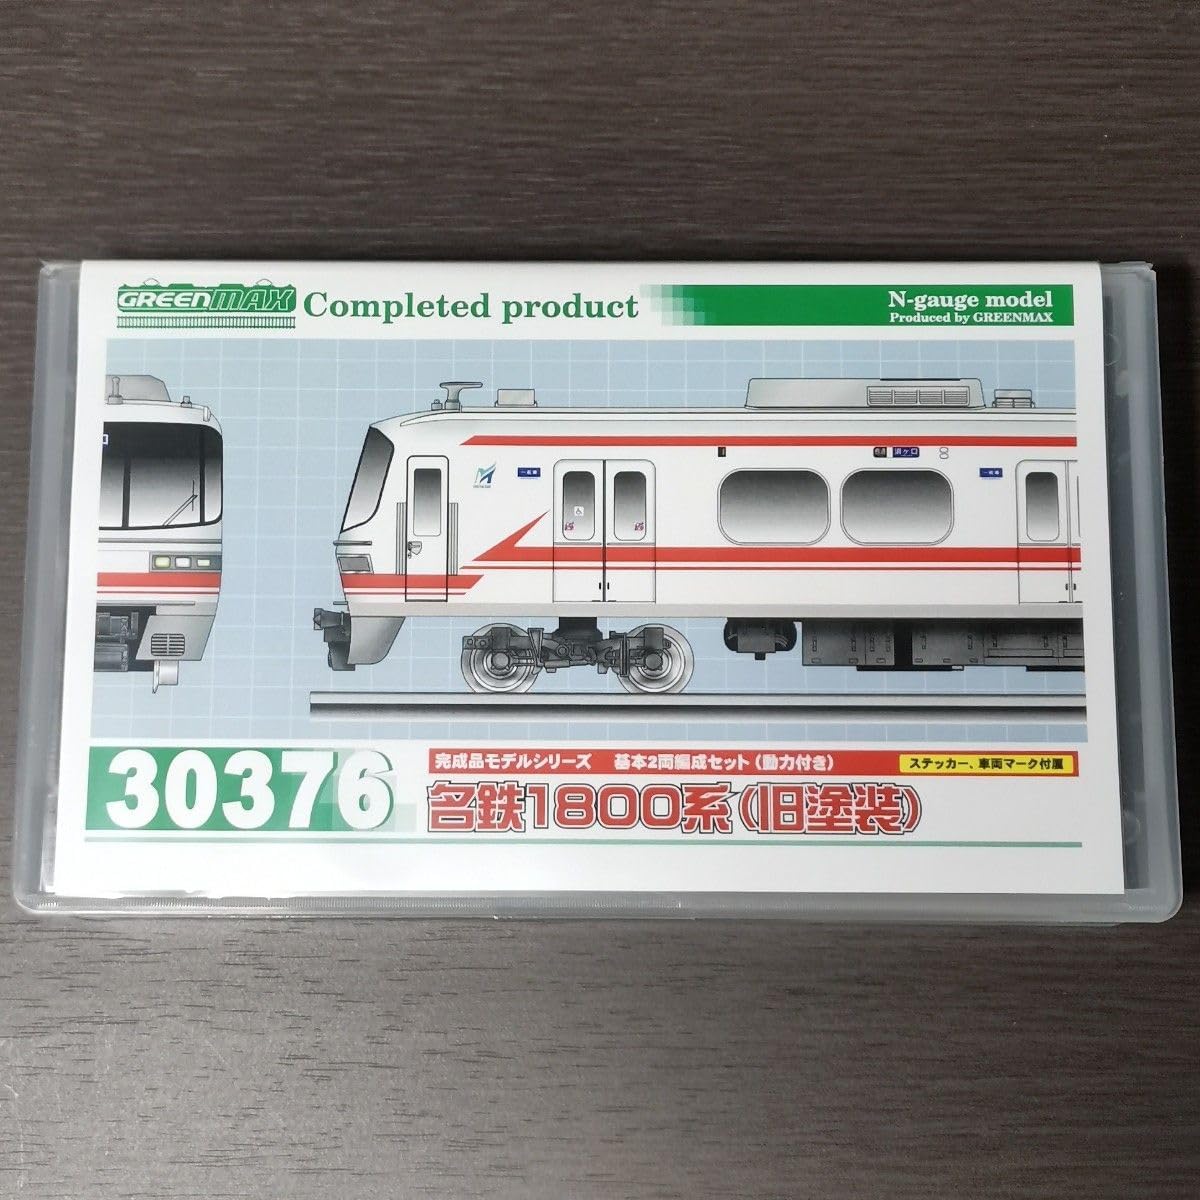 GREENMAX Completed product
N-gauge model
Produced by GREENMAX
30376
完成品モデルシリーズ 基本2両編成セット(動力付き)
ステッカー、車両マーク付属
名鉄1800系(旧塗装)